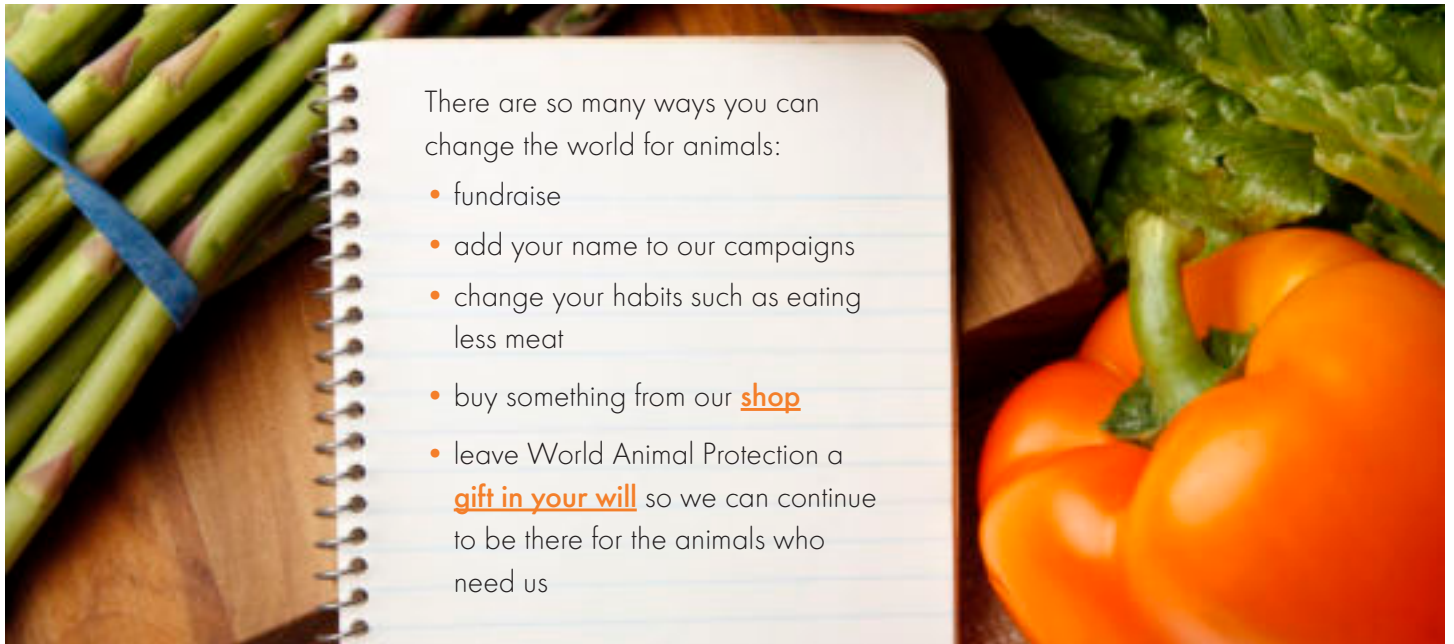 There are so many ways you can
change the world for animals:
• fundraise
• add your name to our campaigns
• change your habits such as eating
less meat
• buy something from our shop
• leave World Animal Protection a
gift in your will so we can continue
to be there for the animals who
need us